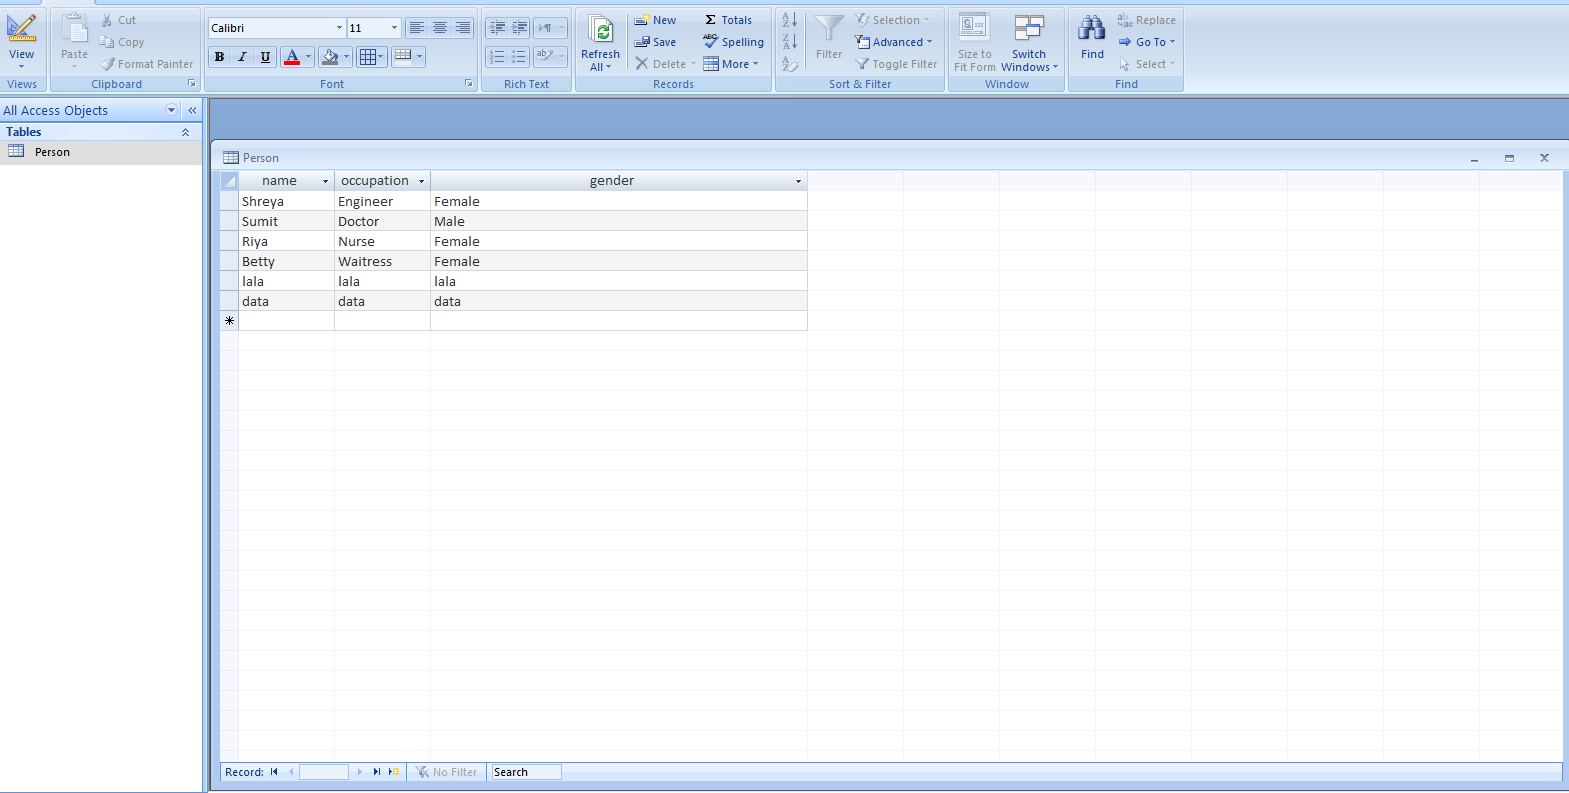 Calibri 11
Cut New Σ Totals Selection Replace
View Paste Copy B I U A Refresh All Save Spelling Filter Advanced Size to Fit Form Switch Windows Find Go To
Format Painter Delete More Toggle Filter Select
Views Clipboard Font Rich Text Records Sort & Filter Window Find
All Access Objects
Tables
Person
Person
name occupation gender
Shreya Engineer Female
Sumit Doctor Male
Riya Nurse Female
Betty Waitress Female
lala lala lala
data data data
Record: No Filter Search